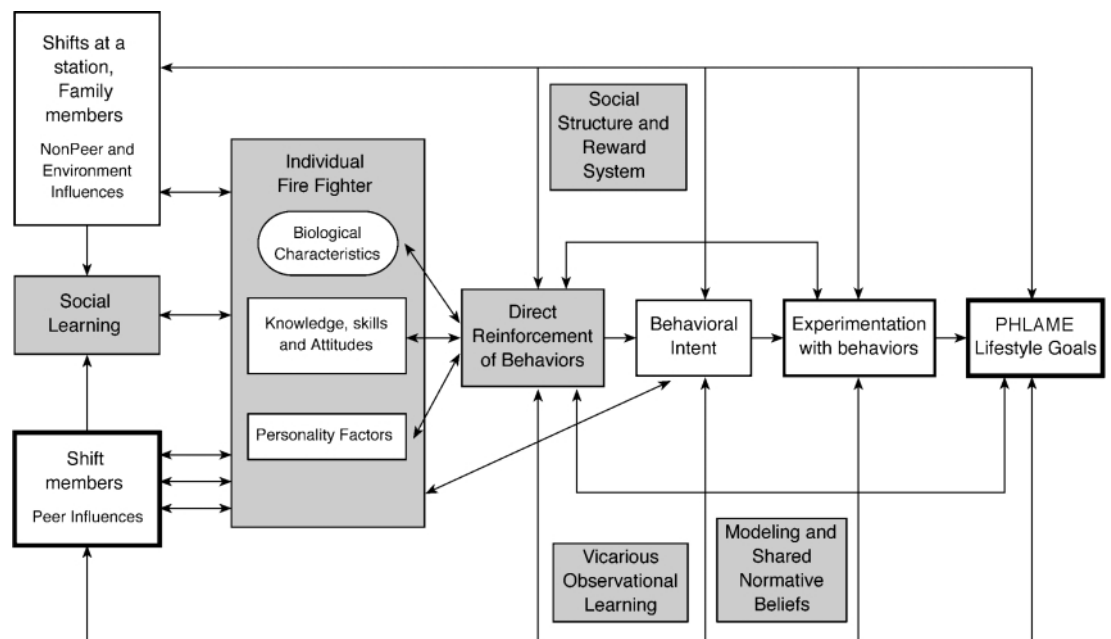 Shifts at a
station,
Family
members
NonPeer and
Environment
Influences
Social
Learning
Shift
members
Peer Influences
Individual
Fire Fighter
Biological
Characteristics
Knowledge, skills
and Attitudes
Personality Factors
Direct
Reinforcement
of Behaviors
Social
Structure and
Reward
System
Behavioral
Intent
Experimentation
with behaviors
PHLAME
Lifestyle Goals
Vicarious
Observational
Learning
Modeling and
Shared
Normative
Beliefs